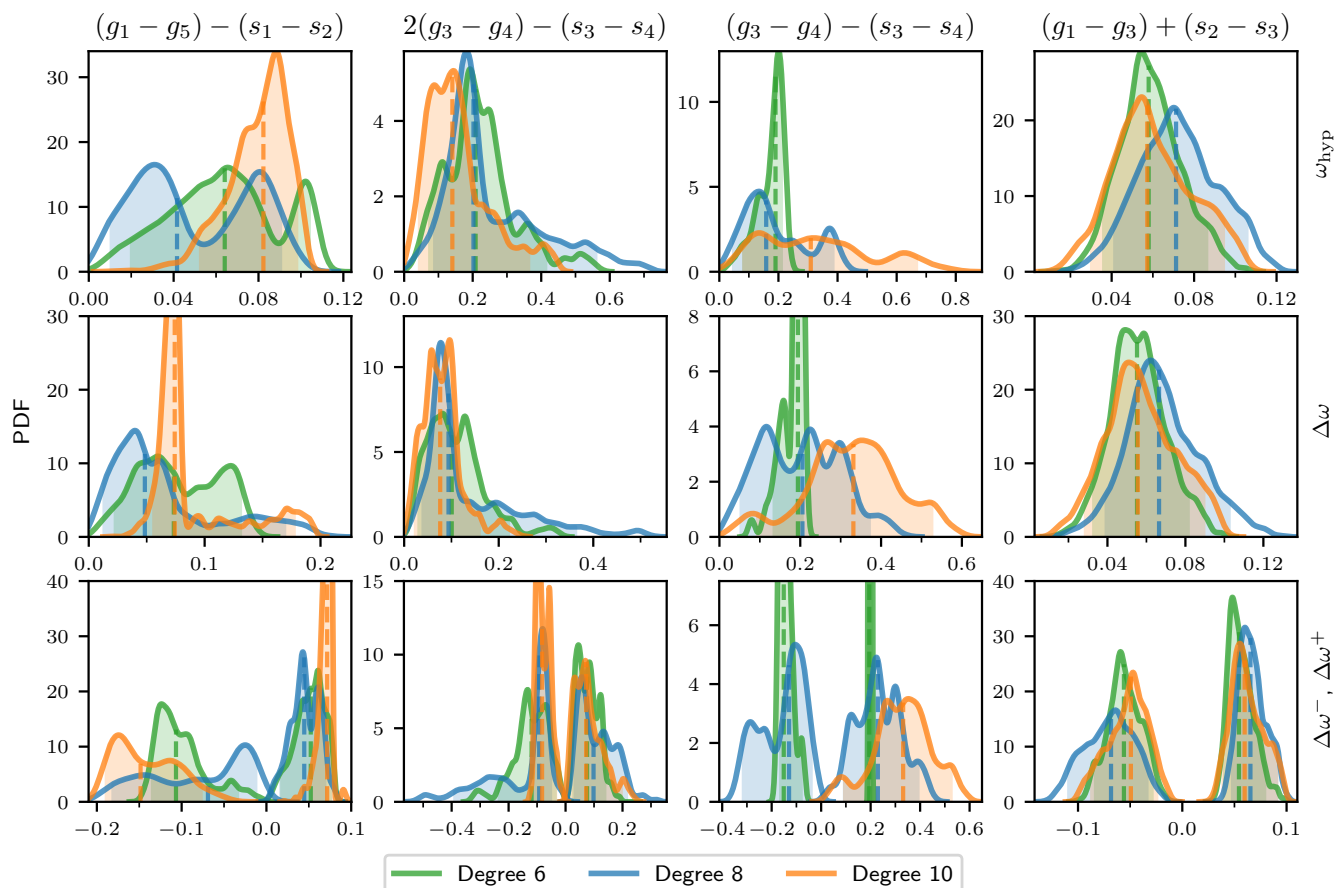 (g₁ − g₅) − (s₁ − s₂) 2(g₃ − g₄) − (s₃ − s₄) (g₃ − g₄) − (s₃ − s₄) (g₁ − g₃) + (s₂ − s₃)
30
20
10
0
0.00 0.04 0.08 0.12
4
2
0
0.0 0.2 0.4 0.6
10
5
0
0.0 0.2 0.4 0.6 0.8
20
10
0
0.04 0.08 0.12
ω_hyp
PDF
30
20
10
0
0.0 0.1 0.2
10
5
0
0.0 0.2 0.4
8
6
4
2
0
0.0 0.2 0.4 0.6
30
20
10
0
0.04 0.08 0.12
Δω
40
30
20
10
0
−0.2 −0.1 0.0 0.1
15
10
5
0
−0.4 −0.2 0.0 0.2
6
4
2
0
−0.4 −0.2 0.0 0.2 0.4 0.6
40
30
20
10
0
−0.1 0.0 0.1
Δω⁻, Δω⁺
Degree 6 Degree 8 Degree 10